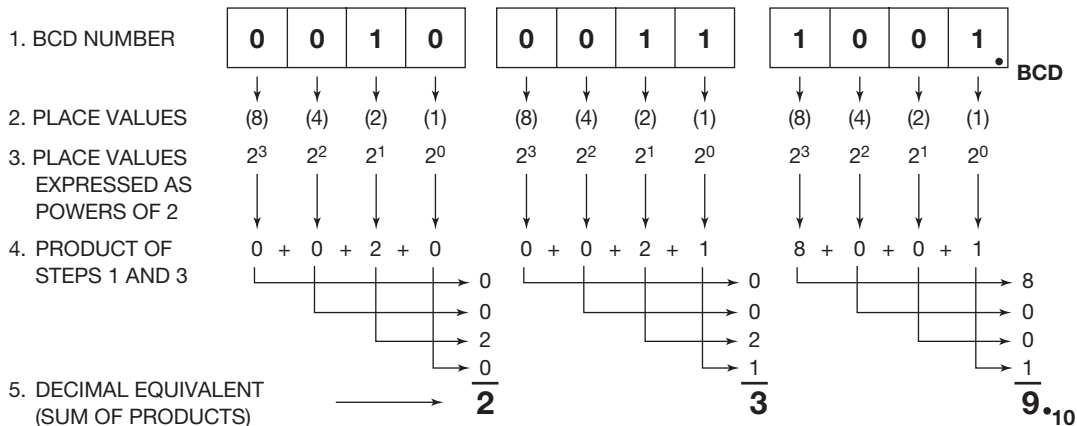 1. BCD NUMBER 0 0 1 0 0 0 1 1 1 0 0 1. BCD
2. PLACE VALUES (8) (4) (2) (1) (8) (4) (2) (1) (8) (4) (2) (1)
3. PLACE VALUES 2³ 2² 2¹ 2⁰ 2³ 2² 2¹ 2⁰ 2³ 2² 2¹ 2⁰
EXPRESSED AS
POWERS OF 2
4. PRODUCT OF 0 + 0 + 2 + 0 0 + 0 + 2 + 1 8 + 0 + 0 + 1
STEPS 1 AND 3
0 0 8
0 0 0
2 2 0
0 1 1
5. DECIMAL EQUIVALENT 2 3 9.₁₀
(SUM OF PRODUCTS)